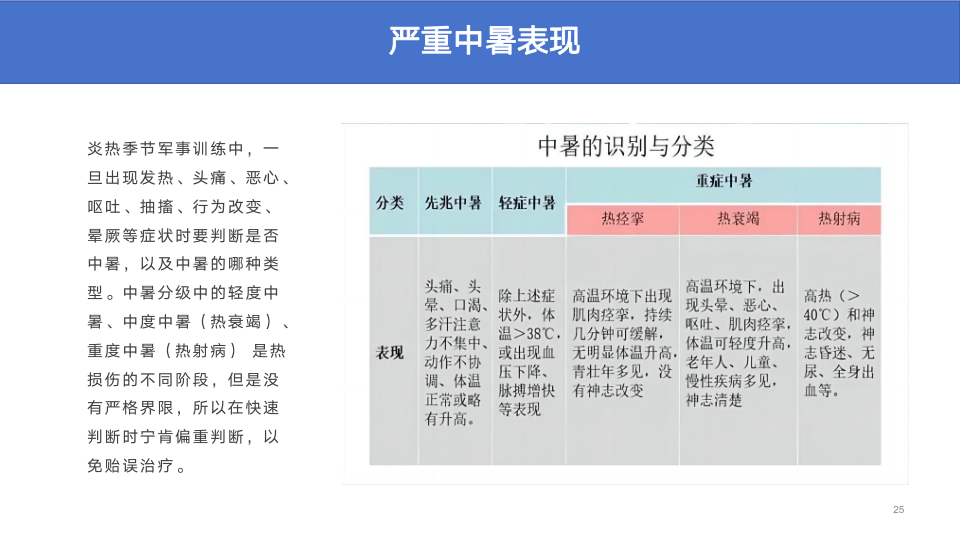 严重中暑表现
炎热季节军事训练中，一
旦出现发热、头痛、恶心、
呕吐、抽搐、行为改变、
晕厥等症状时要判断是否
中暑，以及中暑的哪种类
型。中暑分级中的轻度中
暑、中度中暑（热衰竭）、
重度中暑（热射病） 是热
损伤的不同阶段，但是没
有严格界限，所以在快速
判断时宁肯偏重判断，以
免贻误治疗。
中暑的识别与分类
分类
先兆中暑
轻症中暑
重症中暑
热痉挛
热衰竭
热射病
表现
头痛、头
晕、口渴、
多汗注意
力不集中、
动作不协
调、体温
正常或略
有升高。
除上述症
状外，体
温＞38℃，
或出现血
压下降、
脉搏增快
等表现
高温环境下出现
肌肉痉挛，持续
几分钟可缓解，
无明显体温升高，
青壮年多见，没
有神志改变
高温环境下，出
现头晕、恶心、
呕吐、肌肉痉挛，
体温可轻度升高，
老年人、儿童、
慢性疾病多见，
神志清楚
高热（＞
40℃）和神
志改变，神
志昏迷、无
尿、全身出
血等。
25